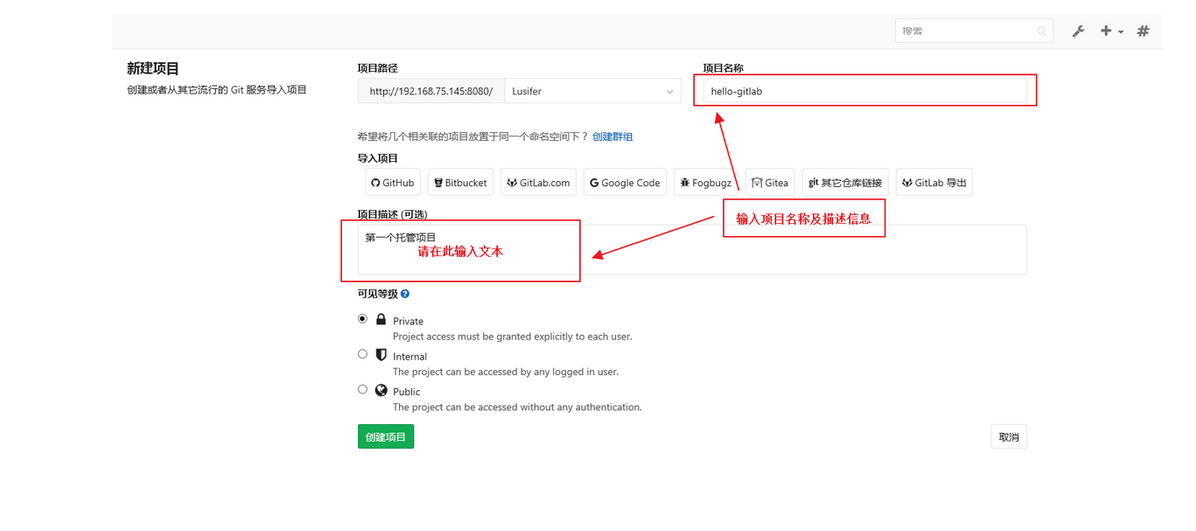 搜索
新建项目
创建或者从其它流行的 Git 服务导入项目
项目路径
项目名称
http://192.168.75.145:8080/
Lusifer
hello-gitlab
希望将几个相关联的项目放置于同一个命名空间下？ 创建群组
导入项目
GitHub
Bitbucket
GitLab.com
Google Code
Fogbugz
Gitea
git 其它仓库链接
GitLab 导出
项目描述 (可选)
输入项目名称及描述信息
第一个托管项目
请在此输入文本
可见等级
Private
Project access must be granted explicitly to each user.
Internal
The project can be accessed by any logged in user.
Public
The project can be accessed without any authentication.
创建项目
取消